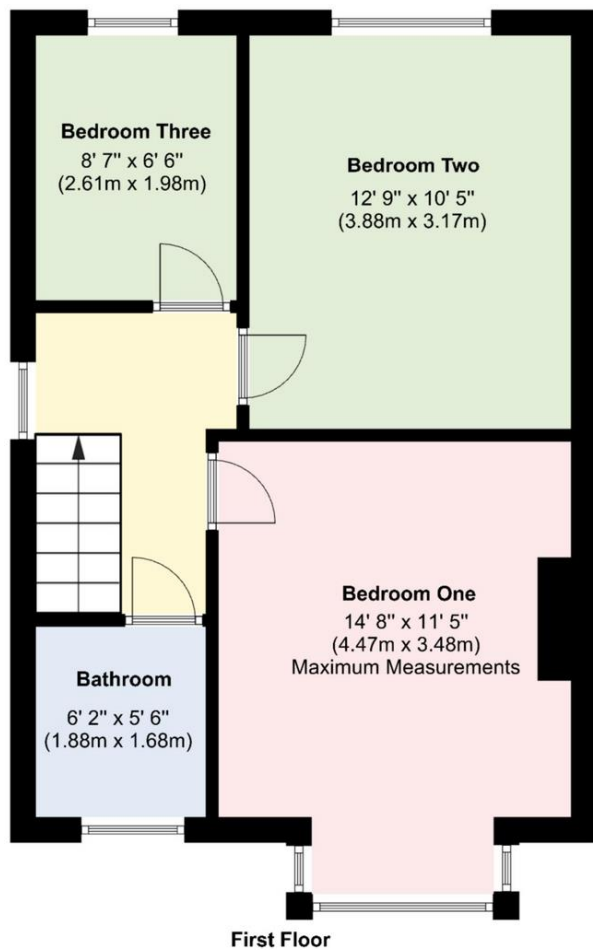 Bedroom Three
8' 7" x 6' 6"
(2.61m x 1.98m)
Bedroom Two
12' 9" x 10' 5"
(3.88m x 3.17m)
Bedroom One
14' 8" x 11' 5"
(4.47m x 3.48m)
Maximum Measurements
Bathroom
6' 2" x 5' 6"
(1.88m x 1.68m)
First Floor